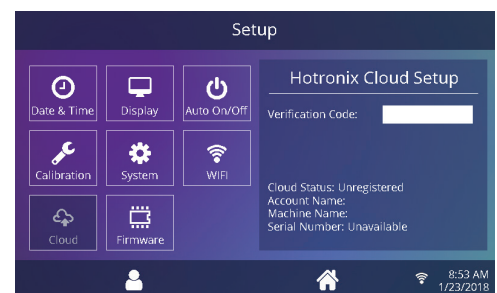 Setup
Date & Time
Display
Auto On/Off
Calibration
System
WIFI
Cloud
Firmware
Hotronix Cloud Setup
Verification Code:
Cloud Status: Unregistered
Account Name:
Machine Name:
Serial Number: Unavailable
8:53 AM
1/23/2018